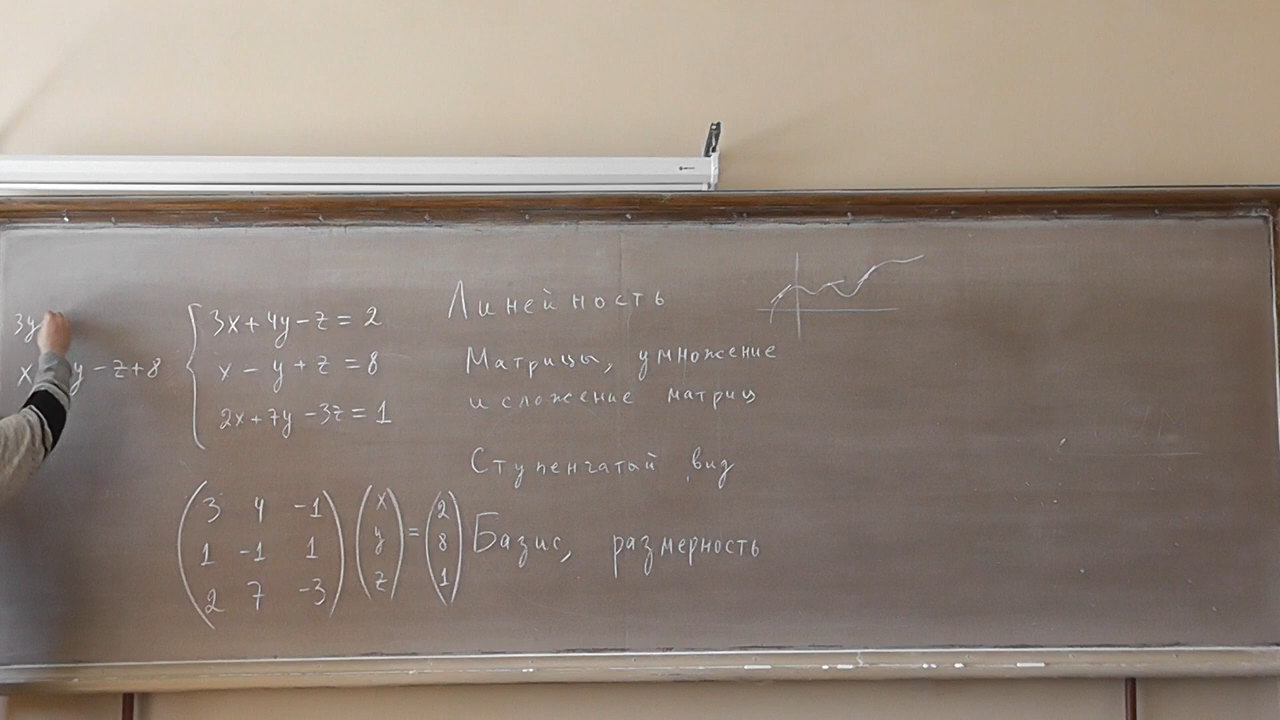 3y
x y - z + 8
3x + 4y - z = 2
x - y + z = 8
2x + 7y - 3z = 1
3 4 -1
1 -1 1
2 7 -3
x
y
z
=
2
8
1
Линейность
Матрицы, умножение
и сложение матриц
Ступенчатый вид
Базис, размерность